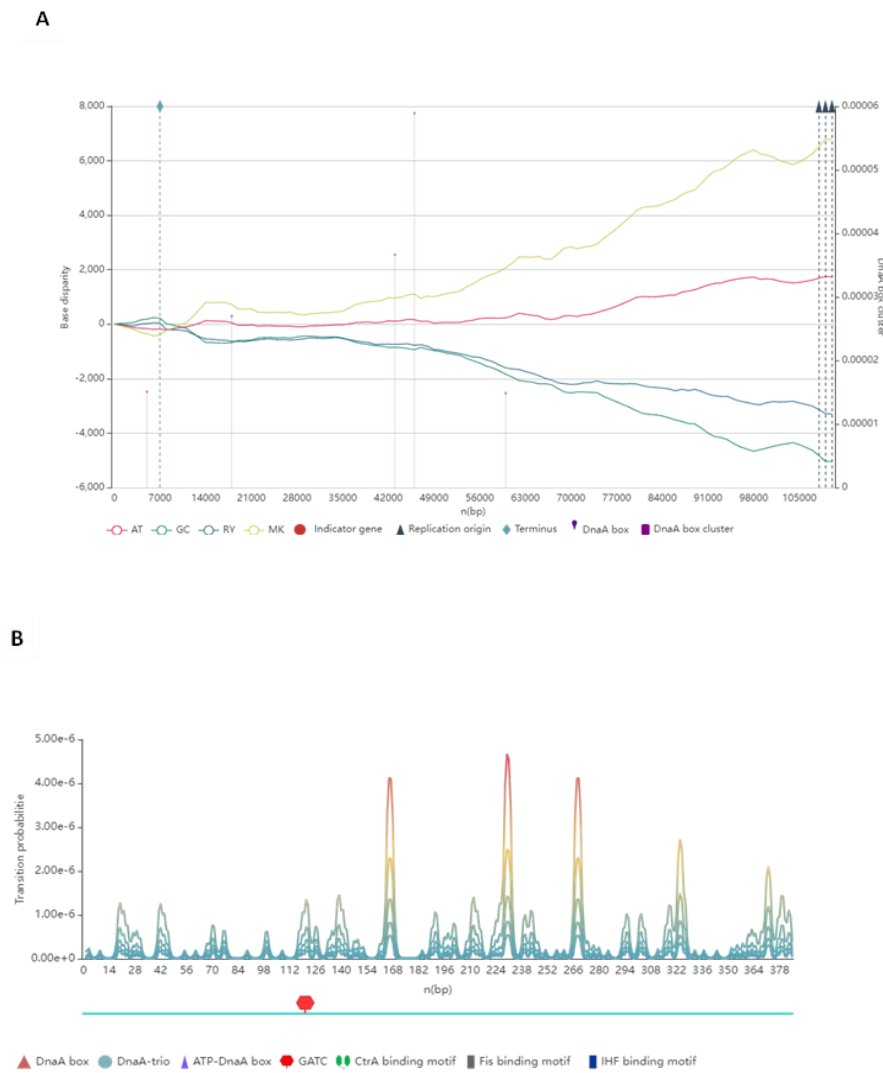 A
8,000
6,000
4,000
2,000
0
-2,000
-4,000
-6,000
Base disparity
0.00006
0.00005
0.00004
0.00003
0.00002
0.00001
0
DnaA box cluster
0 7000 14000 21000 28000 35000 42000 49000 56000 63000 70000 77000 84000 91000 98000 105000
n(bp)
AT GC RY MK Indicator gene Replication origin Terminus DnaA box DnaA box cluster
B
5.00e-6
4.00e-6
3.00e-6
2.00e-6
1.00e-6
0.00e+0
Transition probabilitie
0 14 28 42 56 70 84 98 112 126 140 154 168 182 196 210 224 238 252 266 280 294 308 322 336 350 364 378
n(bp)
DnaA box DnaA-trio ATP-DnaA box GATC CtrA binding motif Fis binding motif IHF binding motif